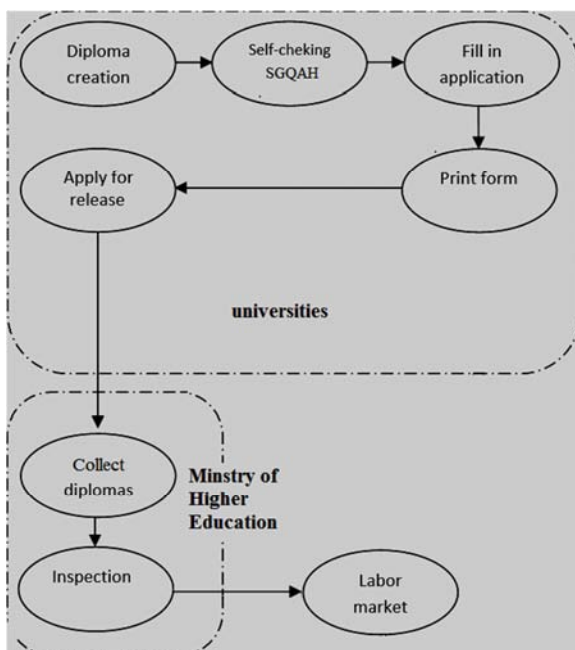 Diploma
creation
Self-cheking
SGQAH
Fill in
application
Print form
Apply for
release
universities
Collect
diplomas
Minstry of
Higher
Education
Inspection
Labor
market